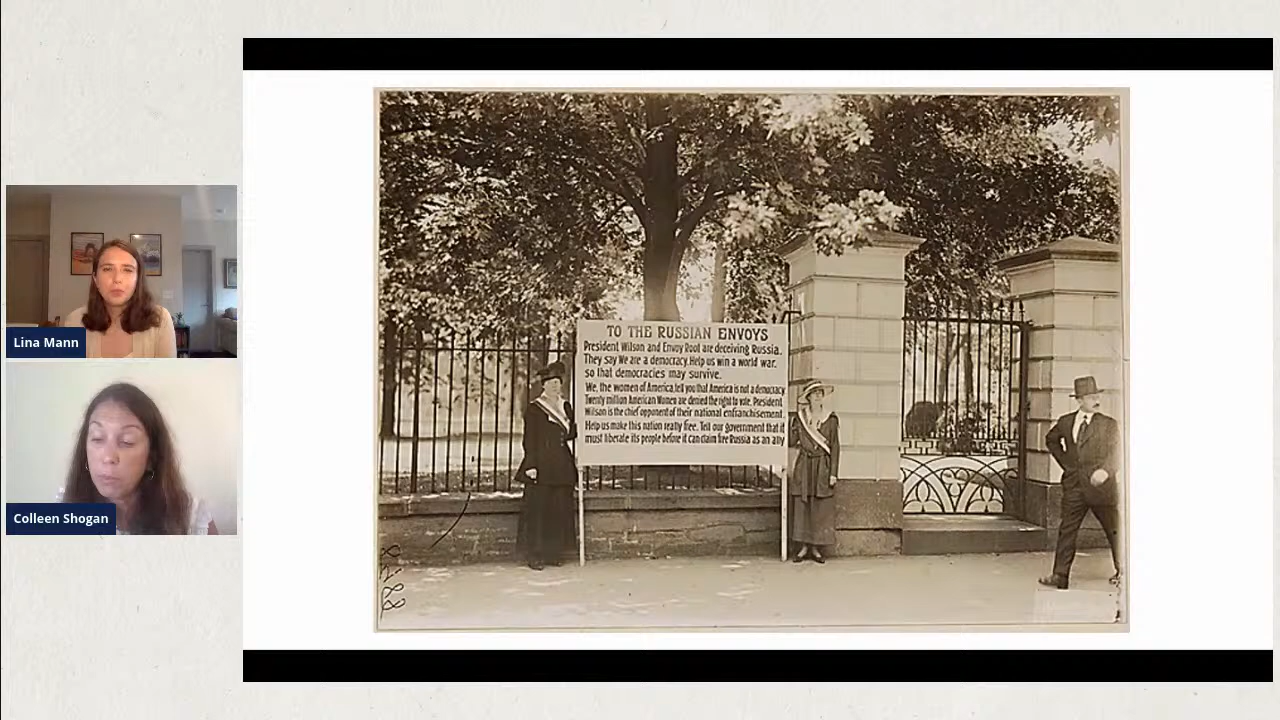 Lina Mann
Colleen Shogan
TO THE RUSSIAN ENVOYS
President Wilson and Envoy Root are deceiving Russia.
They say We are a democracy. Help us win a world war,
so that democracies may survive.
We, the women of America, tell you that America is not a democracy
Twenty million American Women are denied the right to vote. President
Wilson is the chief opponent of their national enfranchisement.
Help us make this nation really free. Tell our government that it
must liberate its people before it can claim free Russia as an ally